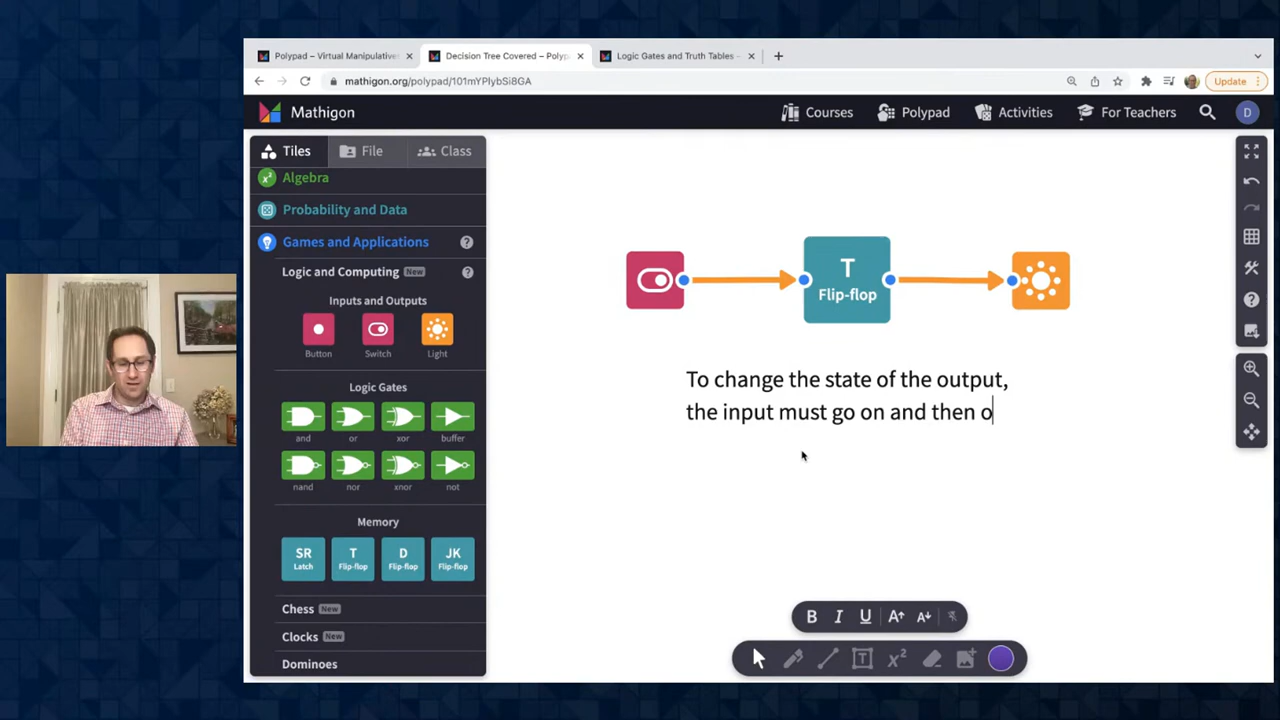 Polypad – Virtual Manipulatives
Decision Tree Covered – Polyp
Logic Gates and Truth Tables –
mathigon.org/polypad/101mYPIybSi8GA
Update
Mathigon
Courses
Polypad
Activities
For Teachers
D
Tiles
File
Class
Algebra
Probability and Data
Games and Applications
Logic and Computing New
Inputs and Outputs
Button
Switch
Light
Logic Gates
and
or
xor
buffer
nand
nor
xnor
not
Memory
SR
Latch
T
Flip-flop
D
Flip-flop
JK
Flip-flop
Chess New
Clocks New
Dominoes
T
Flip-flop
To change the state of the output,
the input must go on and then o
B I U A A
T x²